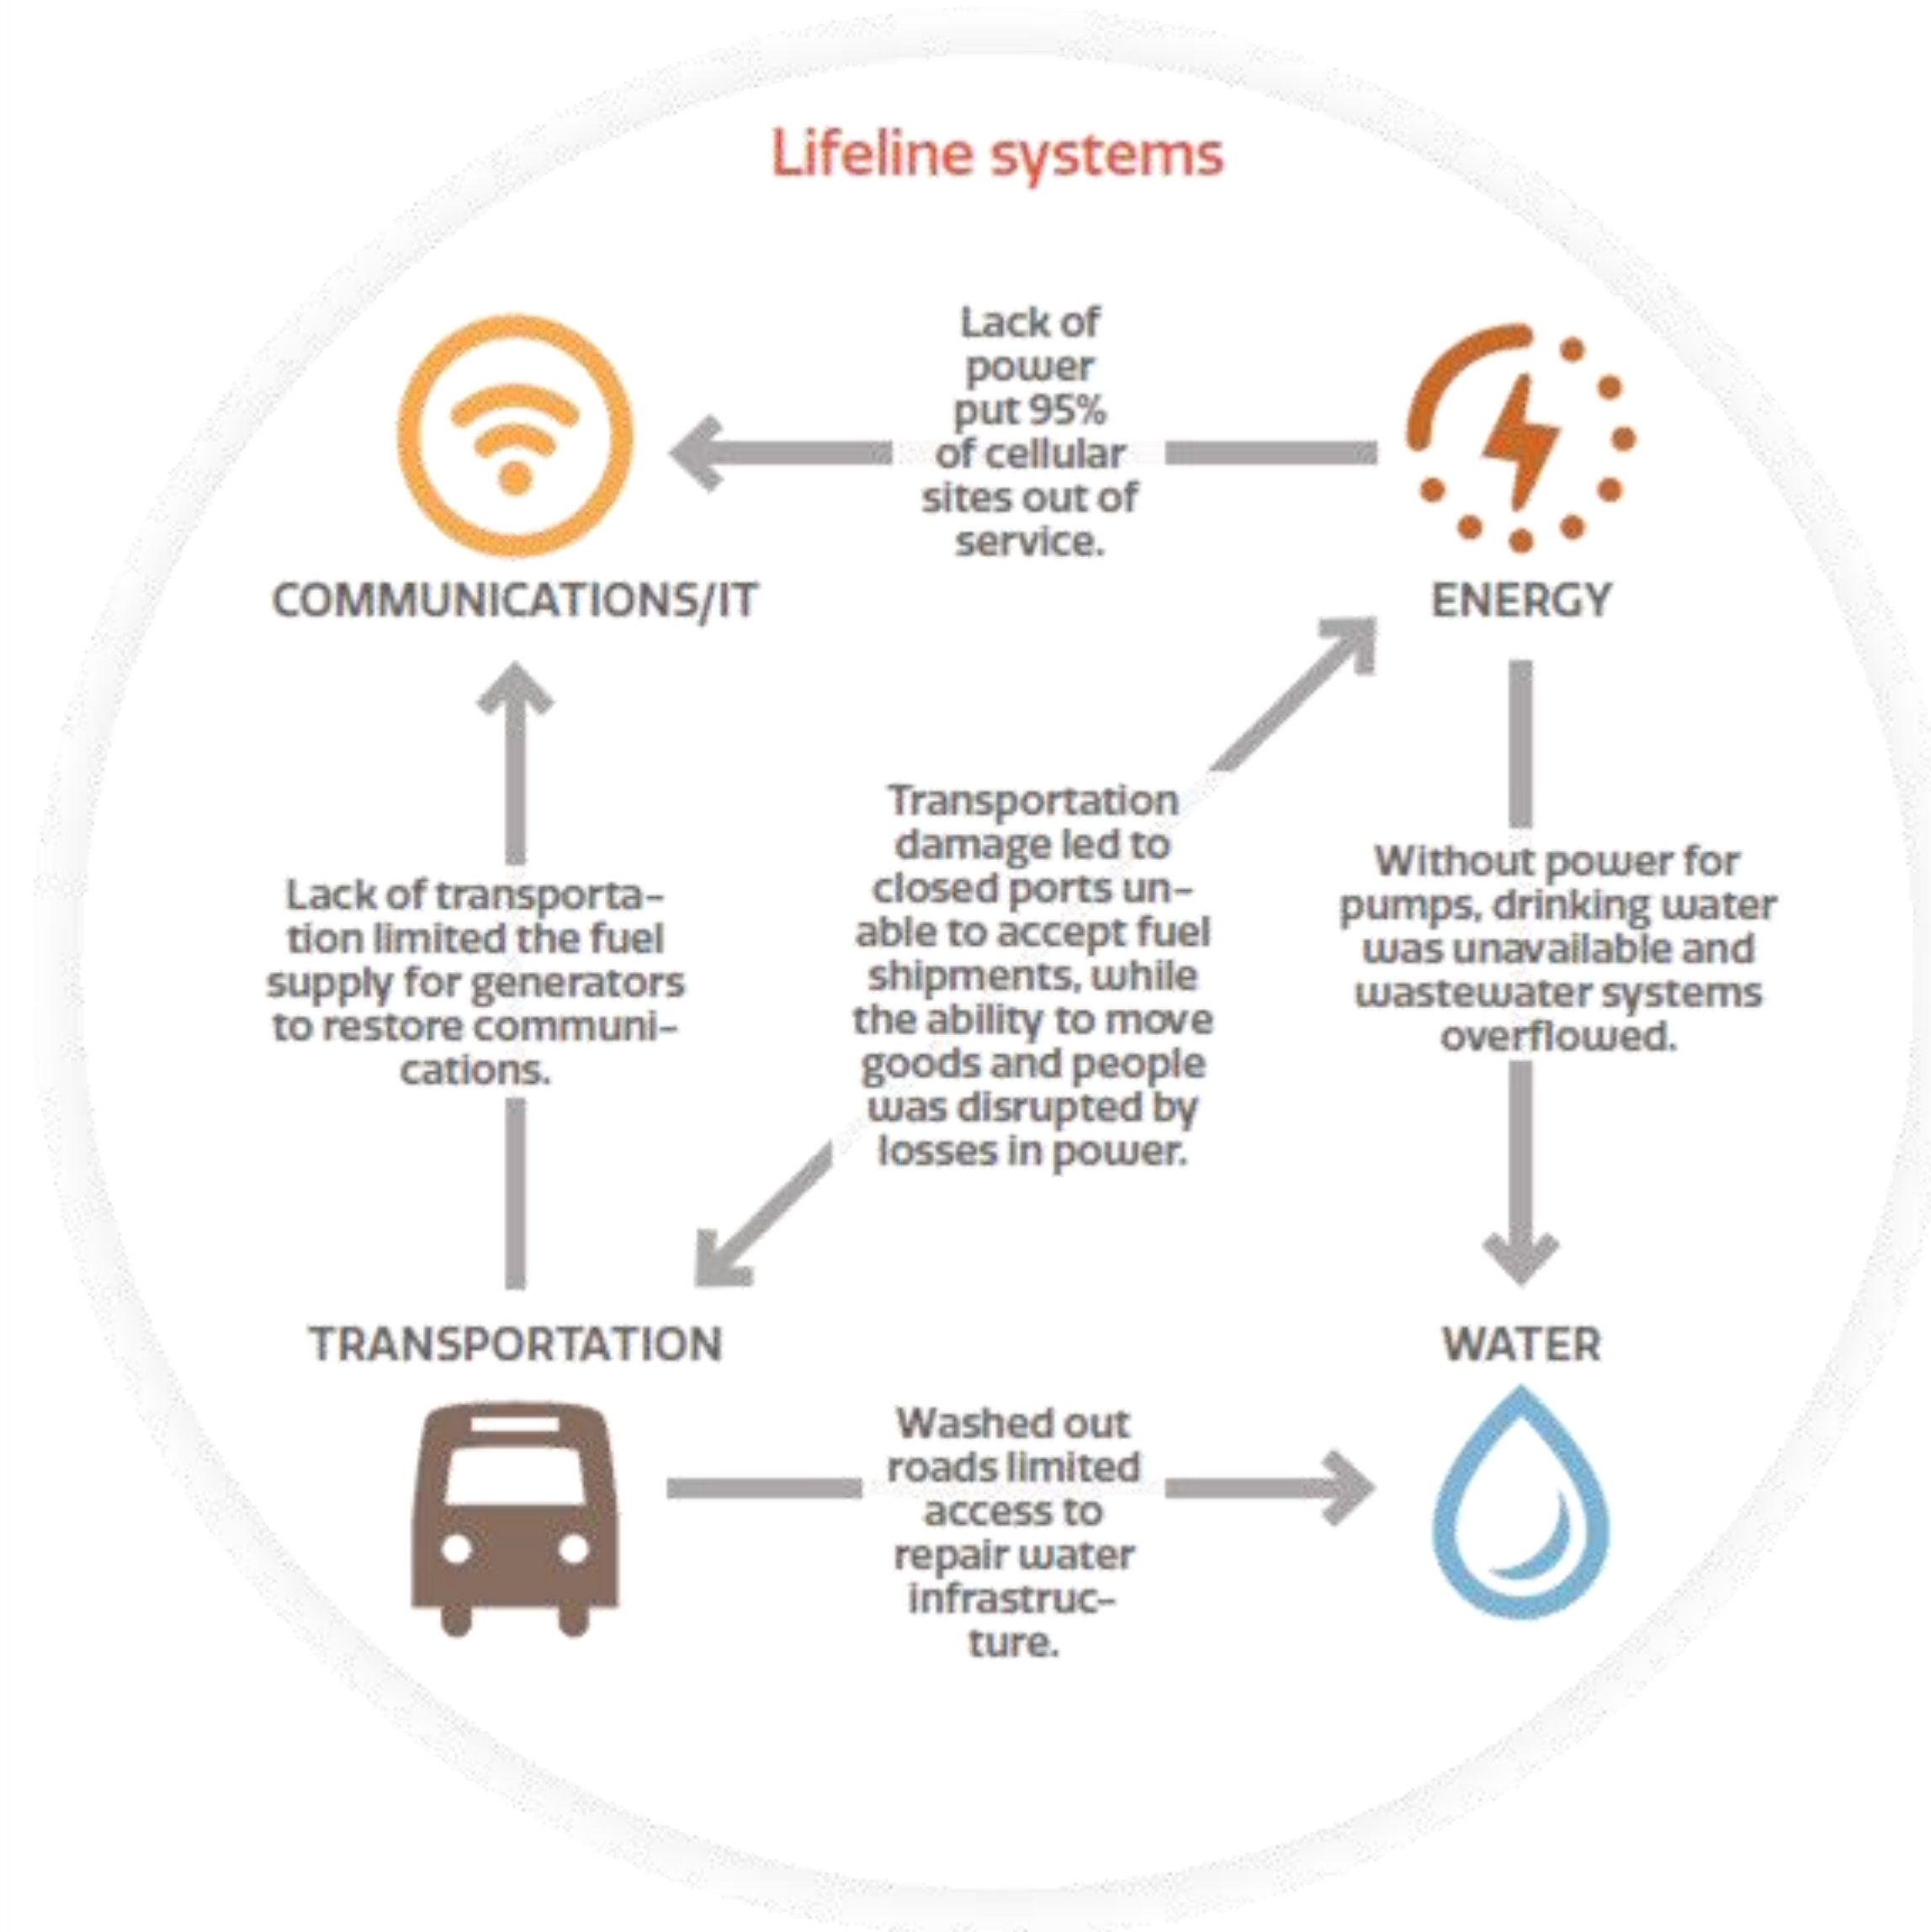 Lifeline systems
Lack of
power
put 95%
of cellular
sites out of
service.
COMMUNICATIONS/IT
ENERGY
Lack of transporta-
tion limited the fuel
supply for generators
to restore communi-
cations.
Transportation
damage led to
closed ports un-
able to accept fuel
shipments, while
the ability to move
goods and people
was disrupted by
losses in power.
Without power for
pumps, drinking water
was unavailable and
wastewater systems
overflowed.
TRANSPORTATION
WATER
Washed out
roads limited
access to
repair water
infrastruc-
ture.